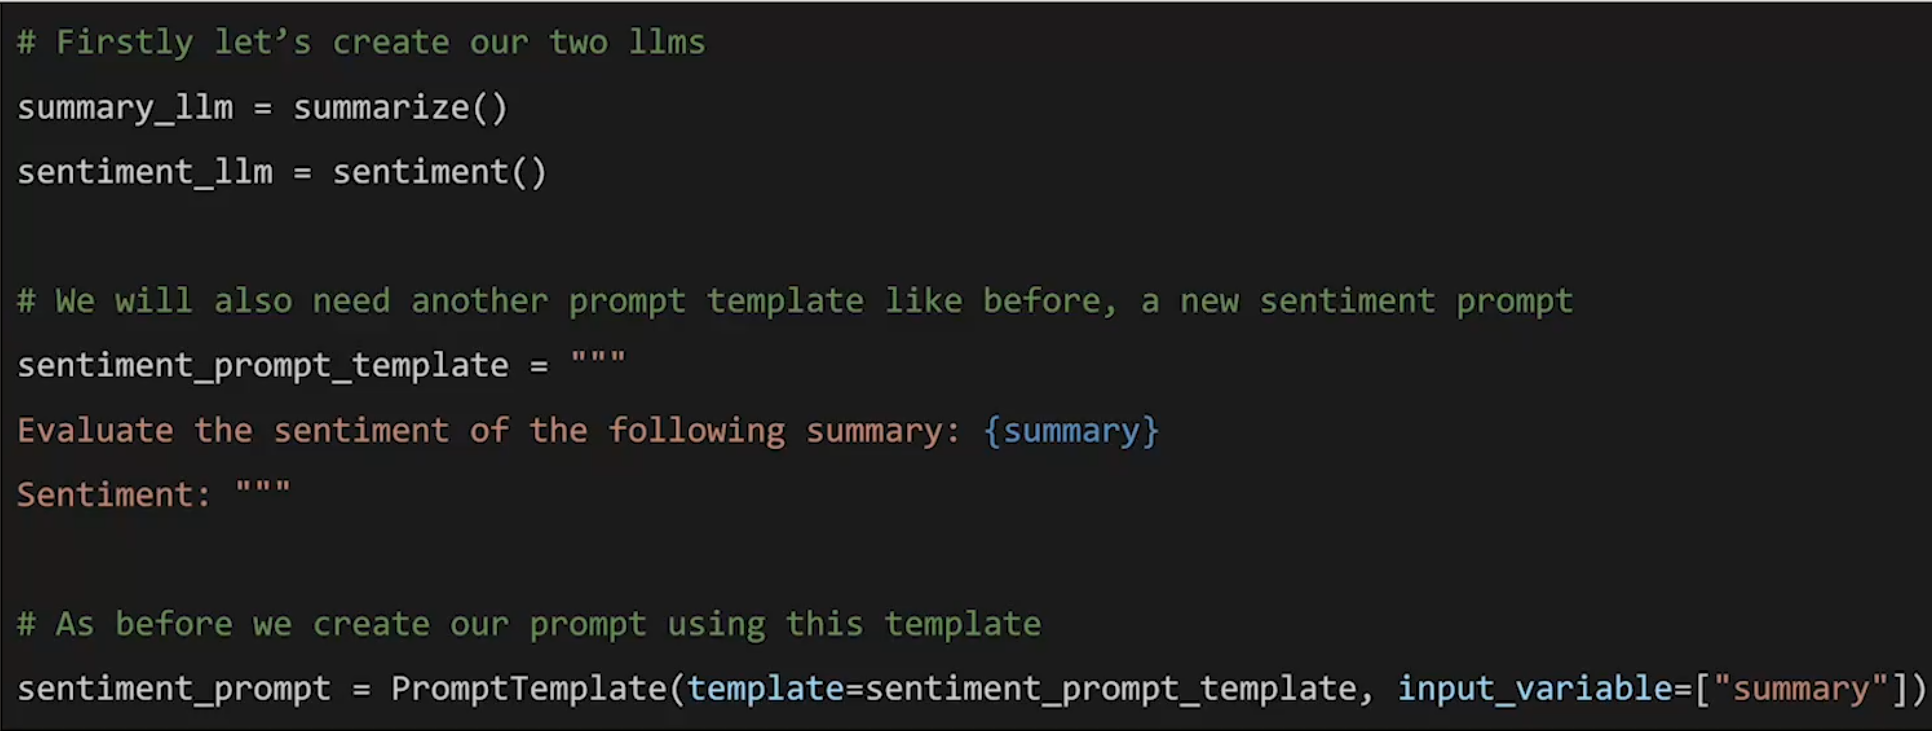 # Firstly let’s create our two llms
summary_llm = summarize()
sentiment_llm = sentiment()
# We will also need another prompt template like before, a new sentiment prompt
sentiment_prompt_template = """
Evaluate the sentiment of the following summary: {summary}
Sentiment: """
# As before we create our prompt using this template
sentiment_prompt = PromptTemplate(template=sentiment_prompt_template, input_variable=["summary"])